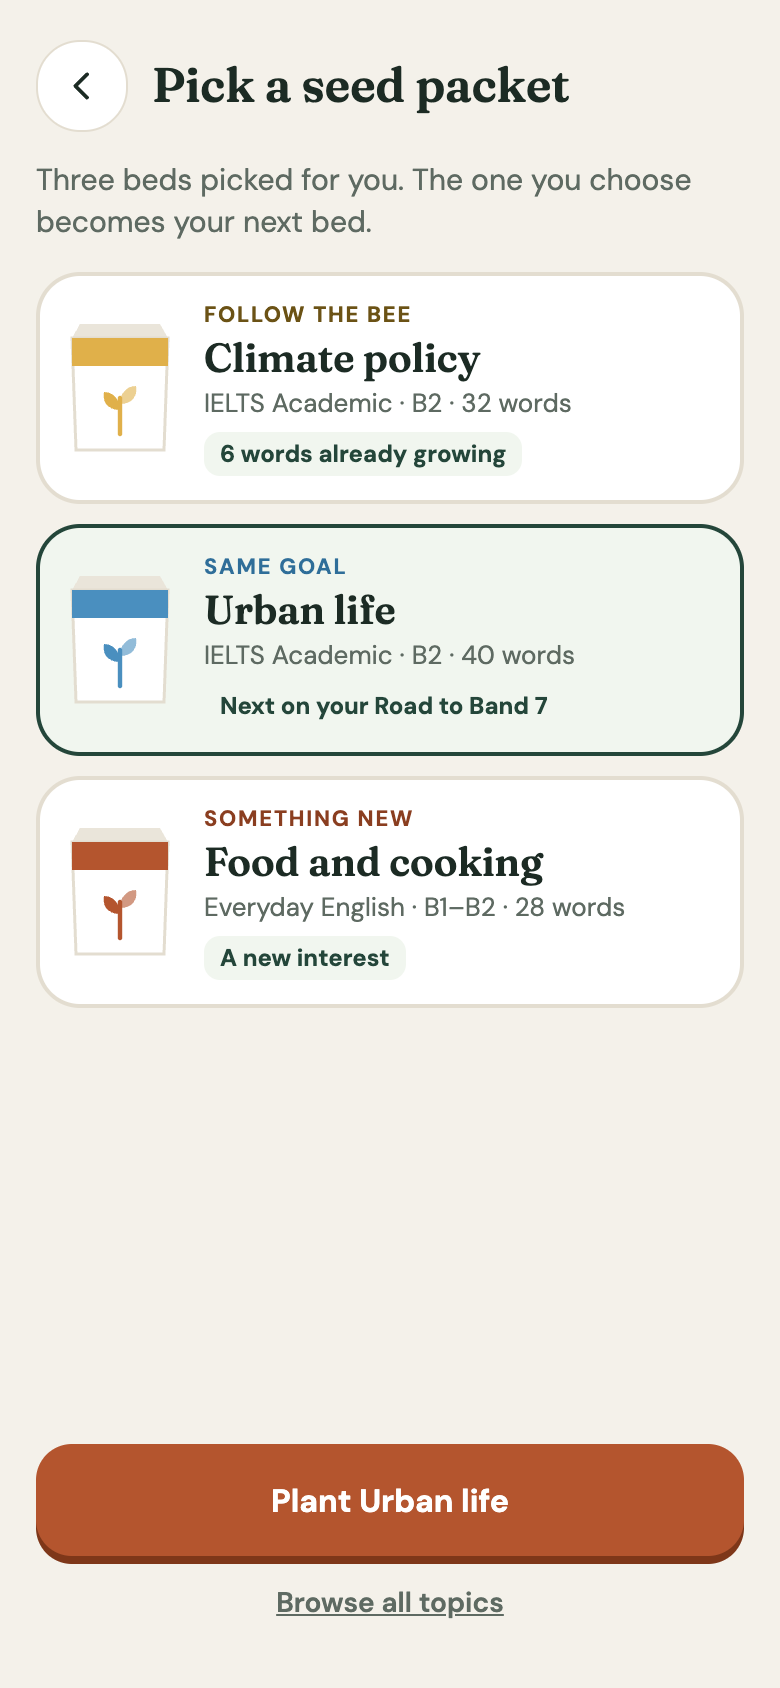 Pick a seed packet
Three beds picked for you. The one you choose
becomes your next bed.
FOLLOW THE BEE
Climate policy
IELTS Academic · B2 · 32 words
6 words already growing
SAME GOAL
Urban life
IELTS Academic · B2 · 40 words
Next on your Road to Band 7
SOMETHING NEW
Food and cooking
Everyday English · B1–B2 · 28 words
A new interest
Plant Urban life
Browse all topics